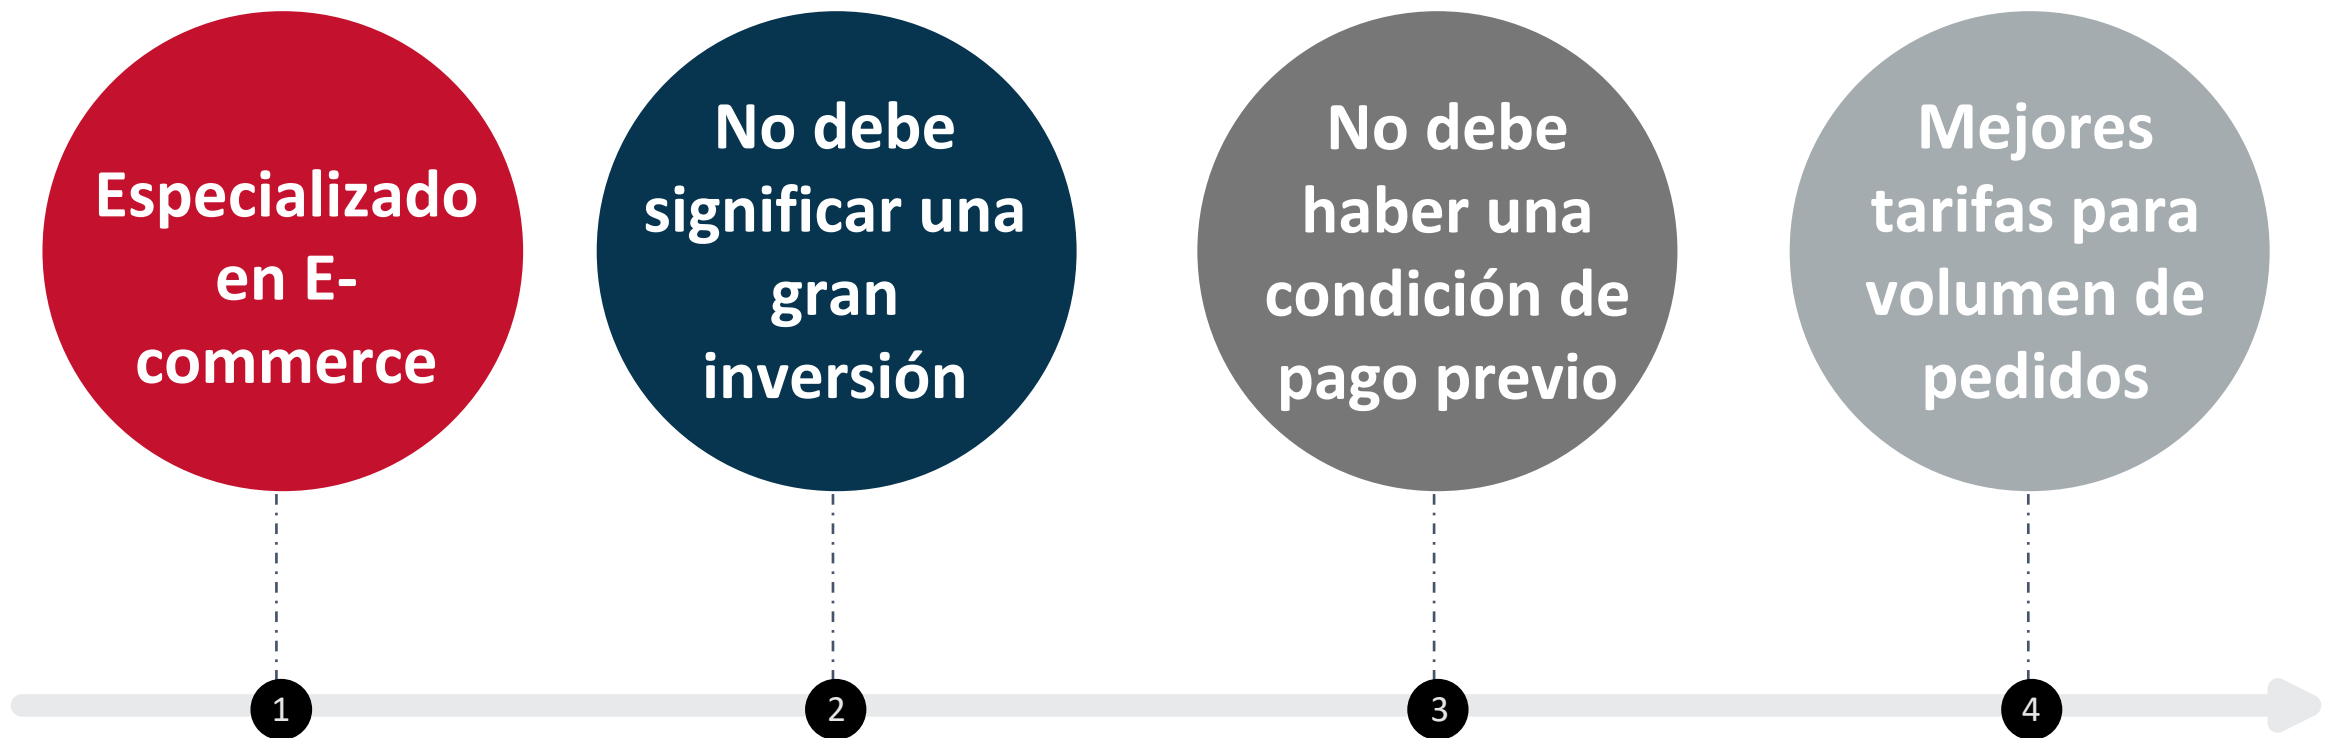 Especializado
en E-
commerce
No debe
significar una
gran
inversión
No debe
haber una
condición de
pago previo
Mejores
tarifas para
volumen de
pedidos
1
2
3
4